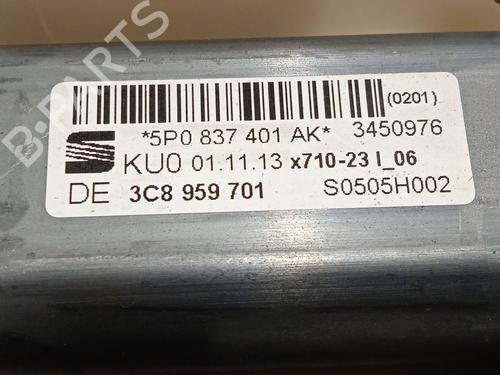 B-PARTS
(0201)
*5P0 837 401 AK* 3450976
KU0 01.11.13 x710-23 I_06
DE 3C8 959 701 S0505H002